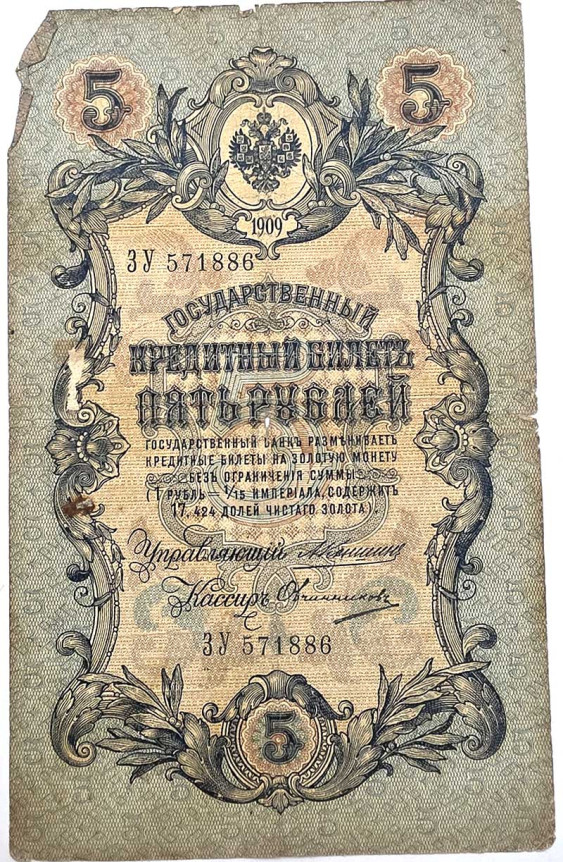 5 5
1909
ЗУ 571886
ГОСУДАРСТВЕННЫЙ
КРЕДИТНЫЙ БИЛЕТЪ
ПЯТЬ РУБЛЕЙ
ГОСУДАРСТВЕННЫЙ БАНКЪ РАЗМѢНИВАЕТЪ
КРЕДИТНЫЕ БИЛЕТЫ НА ЗОЛОТУЮ МОНЕТУ
БЕЗЪ ОГРАНИЧЕНІЯ СУММЫ
(1 РУБЛЬ — 1/15 ИМПЕРІАЛА, СОДЕРЖИТЪ
17,424 ДОЛЕЙ ЧИСТАГО ЗОЛОТА).
Управляющій
Кассиръ Овчинниковъ
ЗУ 571886
5